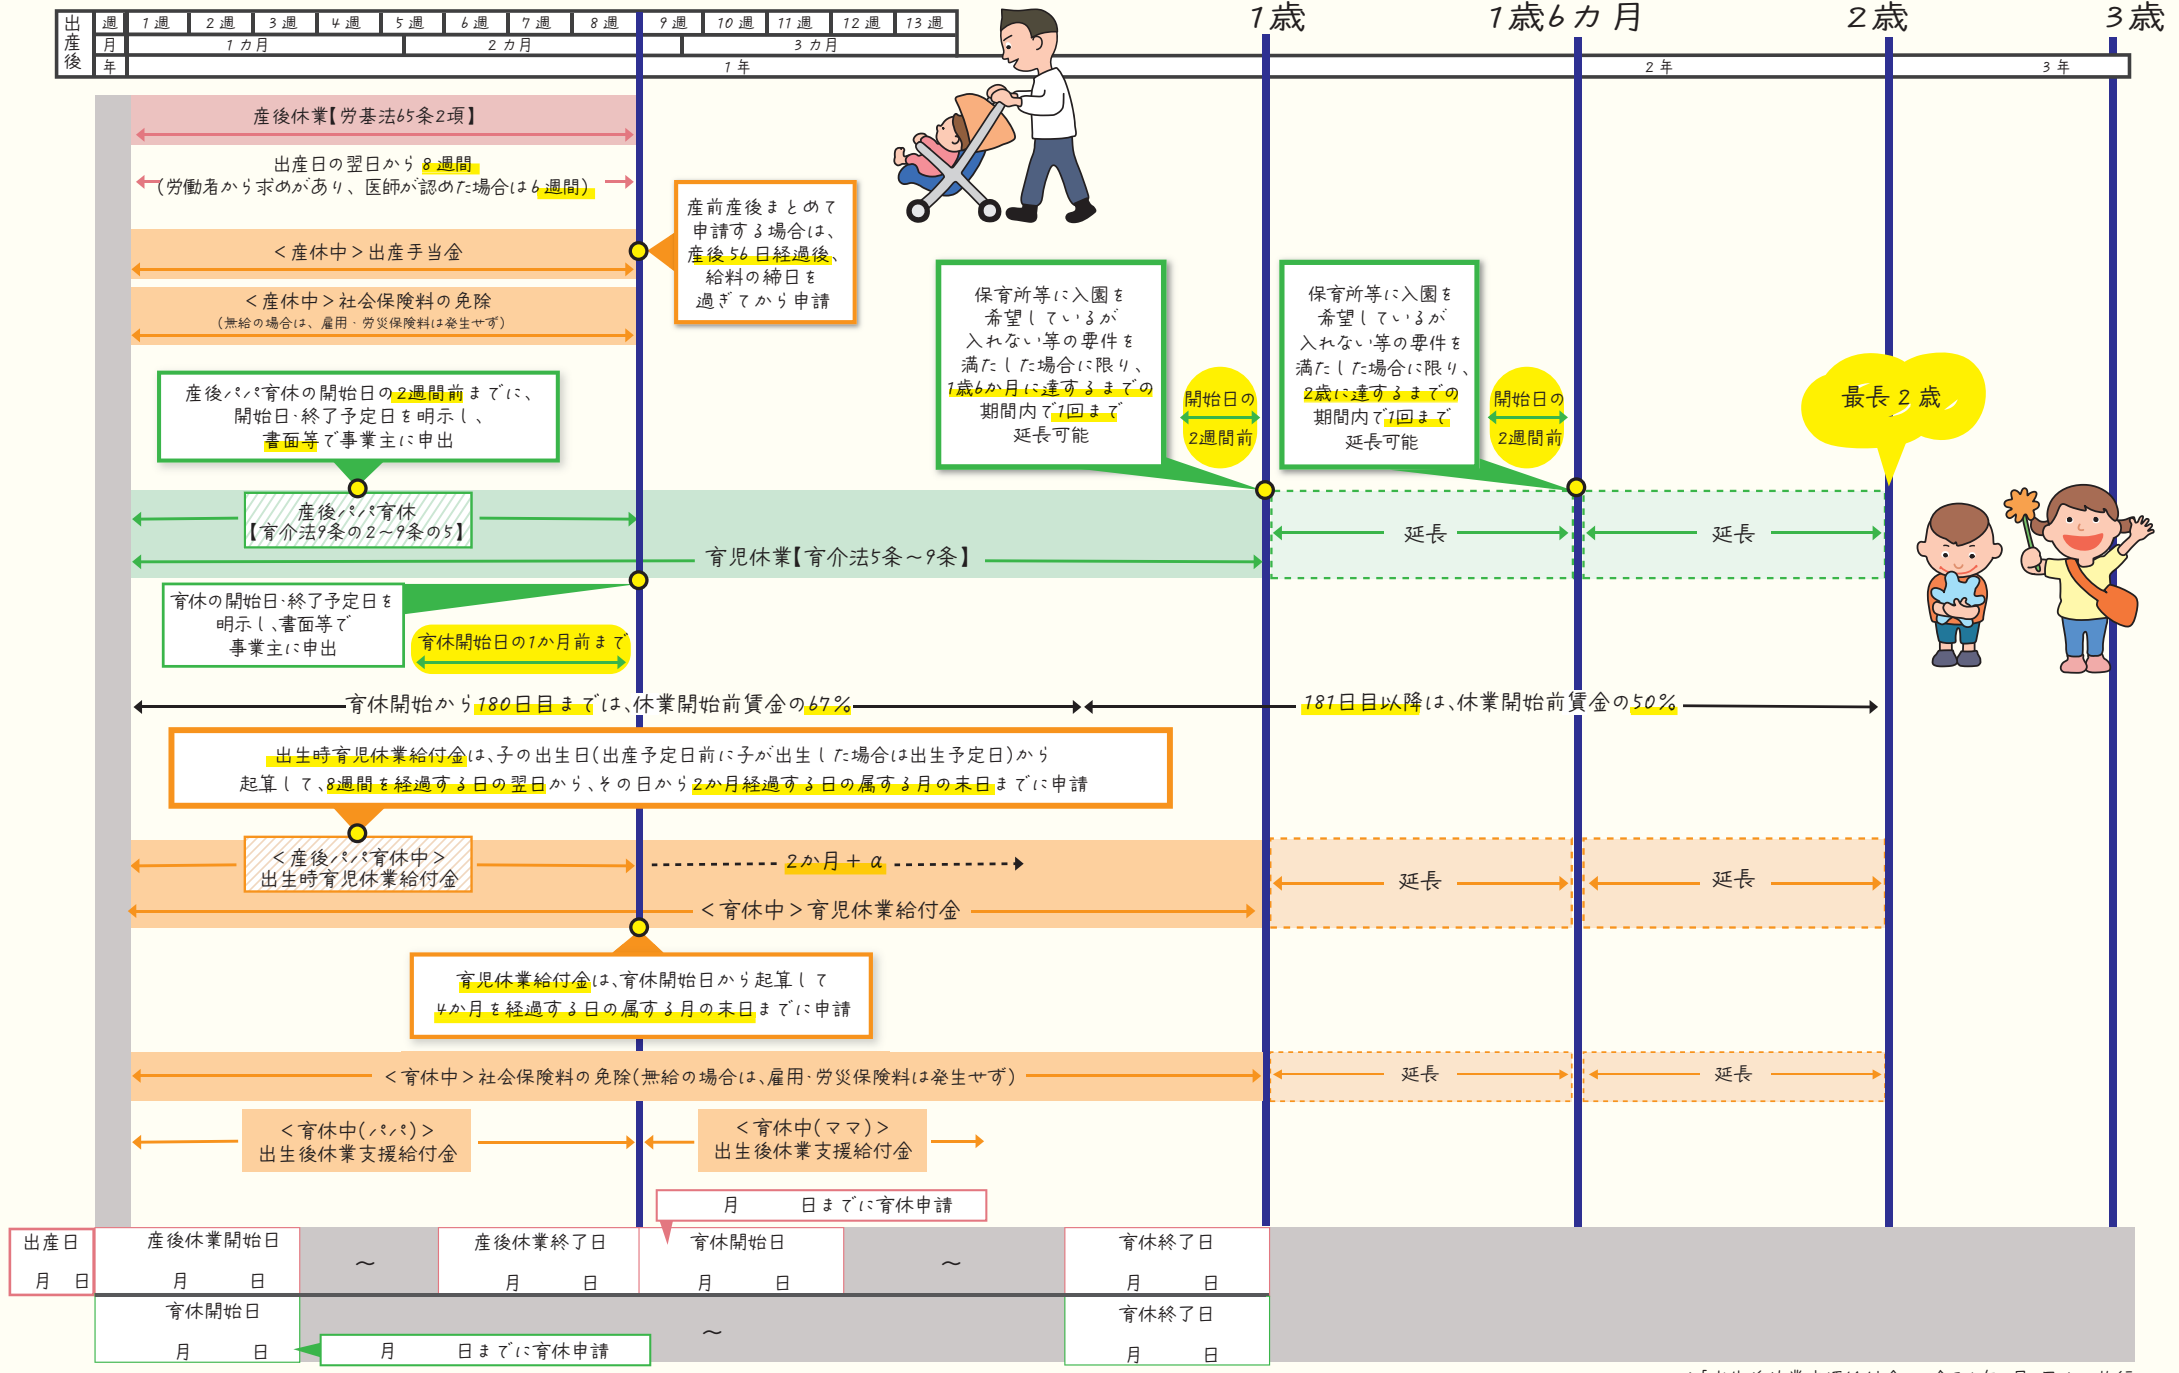 出産後
週 1週 2週 3週 4週 5週 6週 7週 8週 9週 10週 11週 12週 13週
月 1カ月 2カ月 3カ月
年 1年 2年 3年
1歳 1歳6カ月 2歳 3歳
産後休業【労基法65条2項】
出産日の翌日から8週間
(労働者から求めがあり、医師が認めた場合は6週間)
<産休中>出産手当金
<産休中>社会保険料の免除
(無給の場合は、雇用・労災保険料は発生せず)
産前産後まとめて
申請する場合は、
産後56日経過後、
給料の締日を
過ぎてから申請
保育所等に入園を
希望しているが
入れない等の要件を
満たした場合に限り、
1歳6か月に達するまでの
期間内で1回まで
延長可能
開始日の
2週間前
保育所等に入園を
希望しているが
入れない等の要件を
満たした場合に限り、
2歳に達するまでの
期間内で1回まで
延長可能
開始日の
2週間前
最長2歳
産後パパ育休の開始日の2週間前までに、
開始日・終了予定日を明示し、
書面等で事業主に申出
産後パパ育休
【育介法9条の2~9条の5】
育児休業【育介法5条~9条】
延長
延長
育休の開始日・終了予定日を
明示し、書面等で
事業主に申出
育休開始日の1か月前まで
育休開始から180日目までは、休業開始前賃金の67%
181日目以降は、休業開始前賃金の50%
出生時育児休業給付金は、子の出生日(出産予定日前に子が出生した場合は出生予定日)から
起算して、8週間を経過する日の翌日から、その日から2か月経過する日の属する月の末日までに申請
<産後パパ育休中>
出生時育児休業給付金
2か月+α
<育休中>育児休業給付金
延長
延長
育児休業給付金は、育休開始日から起算して
4か月を経過する日の属する月の末日までに申請
<育休中>社会保険料の免除(無給の場合は、雇用・労災保険料は発生せず)
延長
延長
<育休中(パパ)>
出生後休業支援給付金
<育休中(ママ)>
出生後休業支援給付金
月 日までに育休申請
出産日
月 日
産後休業開始日
月 日
~
産後休業終了日
月 日
育休開始日
月 日
~
育休終了日
月 日
育休開始日
月 日
月 日までに育休申請
~
育休終了日
月 日